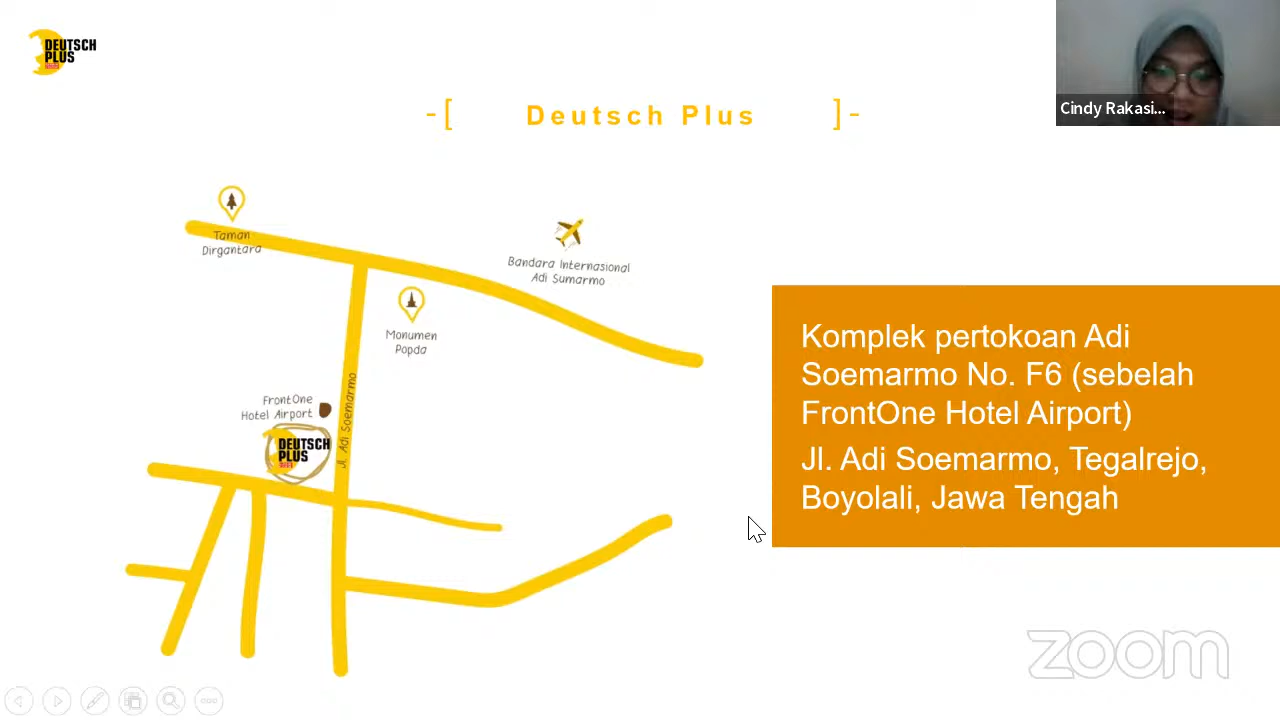 DEUTSCH
PLUS
Cindy Rakasi...
-[ Deutsch Plus ]-
Taman
Dirgantara
Bandara Internasional
Adi Sumarmo
Monumen
Popda
Jl. Adi Soemarmo
FrontOne
Hotel Airport
DEUTSCH
PLUS
Komplek pertokoan Adi
Soemarmo No. F6 (sebelah
FrontOne Hotel Airport)
Jl. Adi Soemarmo, Tegalrejo,
Boyolali, Jawa Tengah
zoom